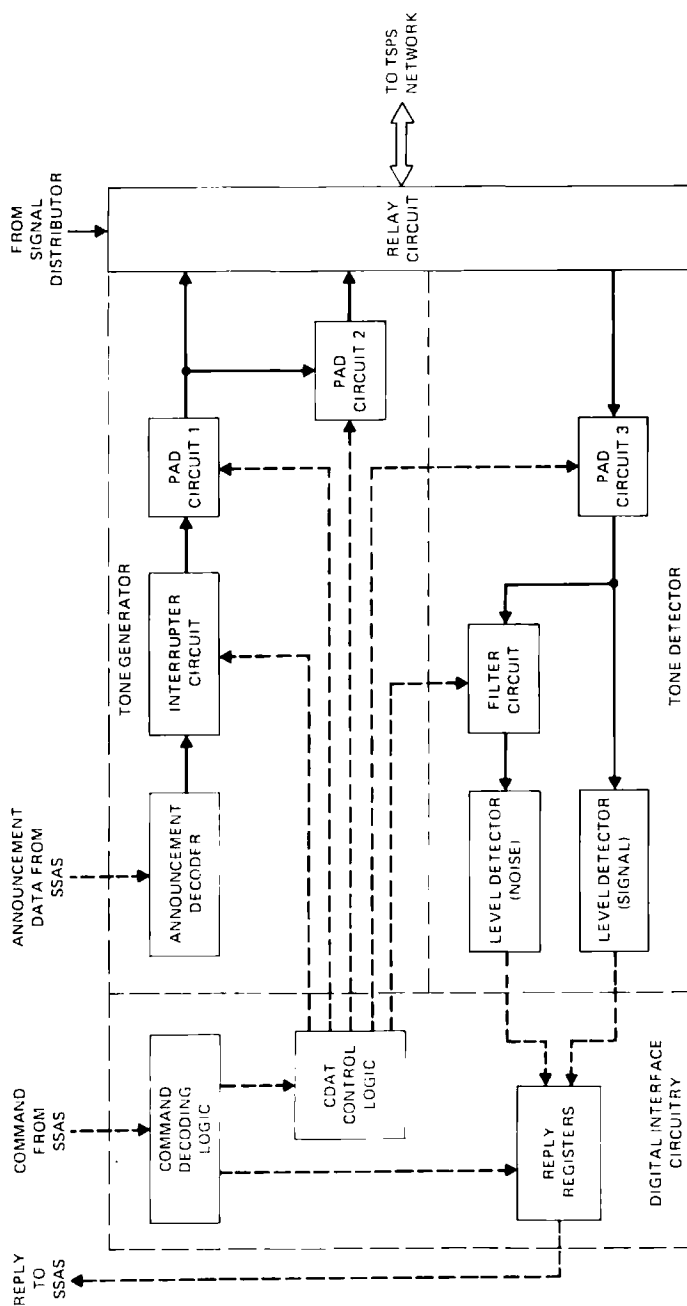 REPLY
TO
SSAS
COMMAND
FROM
SSAS
ANNOUNCEMENT
DATA FROM
SSAS
FROM
SIGNAL
DISTRIBUTOR
TONE GENERATOR
COMMAND
DECODING
LOGIC
ANNOUNCEMENT
DECODER
INTERRUPTER
CIRCUIT
PAD
CIRCUIT 1
PAD
CIRCUIT 2
RELAY
CIRCUIT
TO TSPS
NETWORK
CDAT
CONTROL
LOGIC
FILTER
CIRCUIT
LEVEL DETECTOR
(NOISE)
LEVEL DETECTOR
(SIGNAL)
PAD
CIRCUIT 3
REPLY
REGISTERS
DIGITAL INTERFACE
CIRCUITRY
TONE DETECTOR